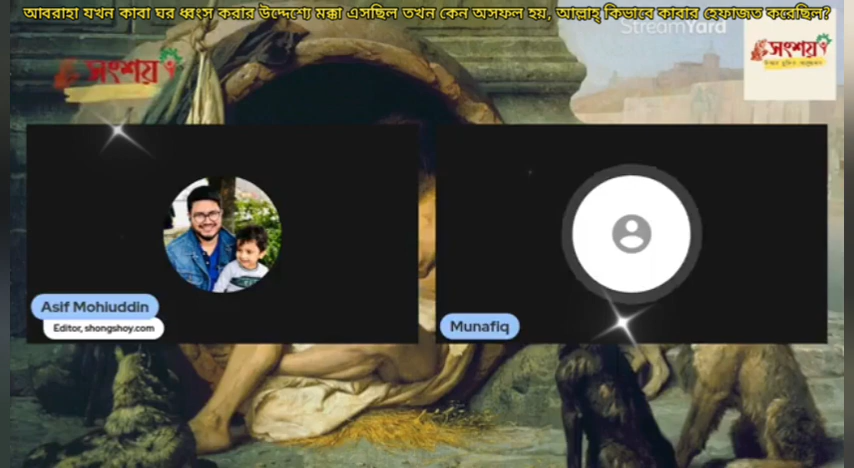 আবরাহা যখন কাবা ঘর ধ্বংস করার উদ্দেশ্যে মক্কা এসছিল তখন কেন অসফল হয়, আল্লাহ্ কিভাবে কাবার হেফাজত করেছিল?
StreamYard
সংশয়
সংশয়
Asif Mohiuddin
Editor, shongshoy.com
Munafiq